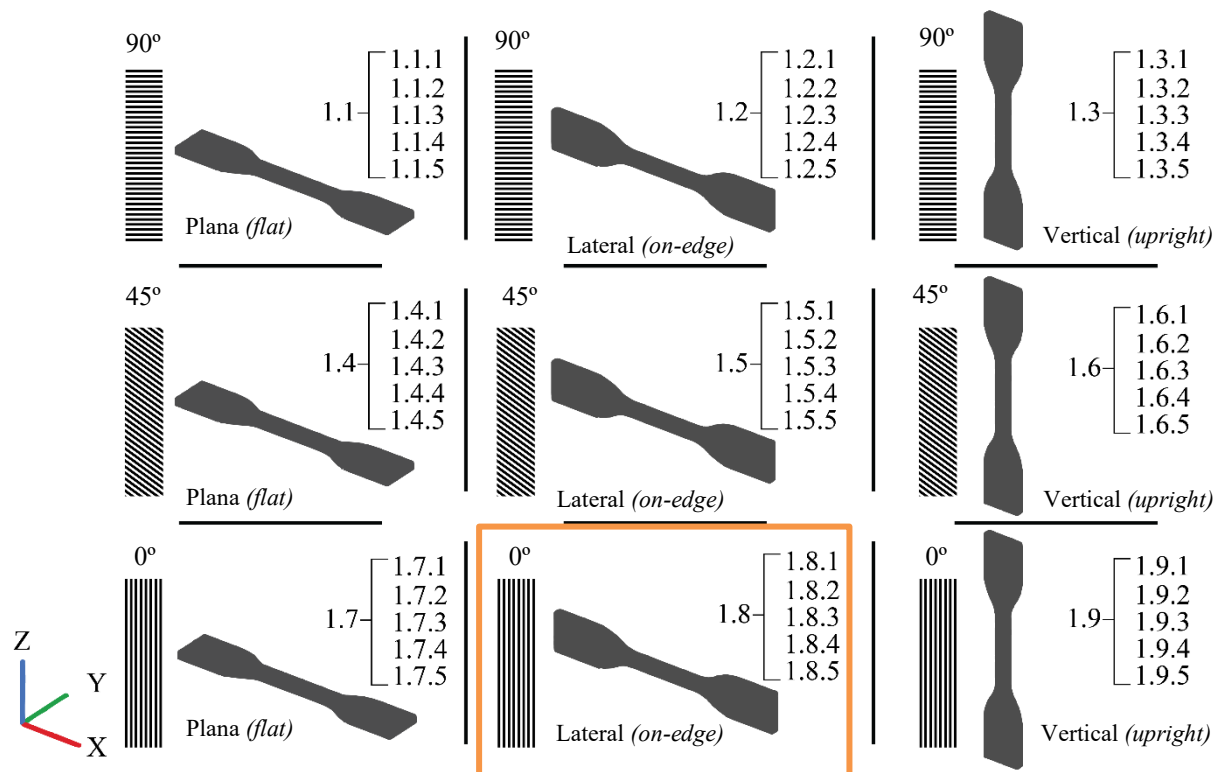 90º
1.1
1.1.1
1.1.2
1.1.3
1.1.4
1.1.5
Plana (flat)
90º
1.2
1.2.1
1.2.2
1.2.3
1.2.4
1.2.5
Lateral (on-edge)
90º
1.3
1.3.1
1.3.2
1.3.3
1.3.4
1.3.5
Vertical (upright)
45º
1.4
1.4.1
1.4.2
1.4.3
1.4.4
1.4.5
Plana (flat)
45º
1.5
1.5.1
1.5.2
1.5.3
1.5.4
1.5.5
Lateral (on-edge)
45º
1.6
1.6.1
1.6.2
1.6.3
1.6.4
1.6.5
Vertical (upright)
0º
1.7
1.7.1
1.7.2
1.7.3
1.7.4
1.7.5
Plana (flat)
0º
1.8
1.8.1
1.8.2
1.8.3
1.8.4
1.8.5
Lateral (on-edge)
0º
1.9
1.9.1
1.9.2
1.9.3
1.9.4
1.9.5
Vertical (upright)
Z
Y
X